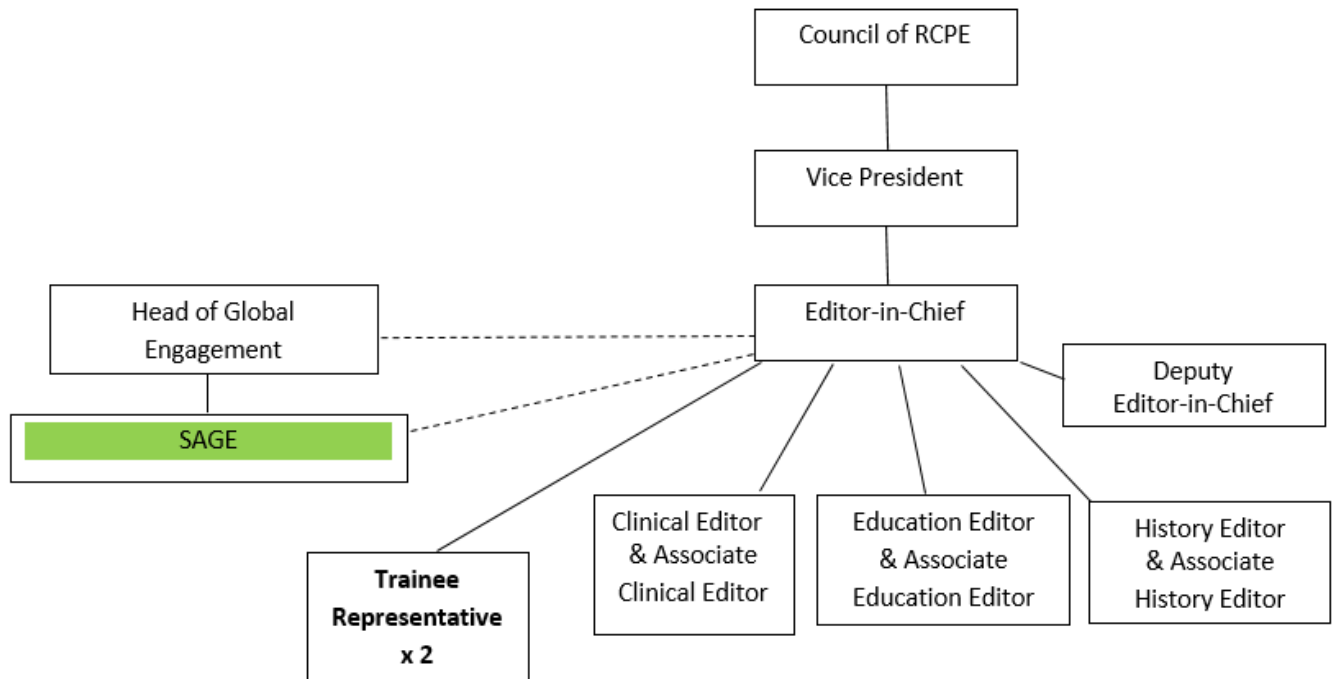 Council of RCPE
Vice President
Editor-in-Chief
Head of Global
Engagement
SAGE
Deputy
Editor-in-Chief
Trainee
Representative
x 2
Clinical Editor
& Associate
Clinical Editor
Education Editor
& Associate
Education Editor
History Editor
& Associate
History Editor